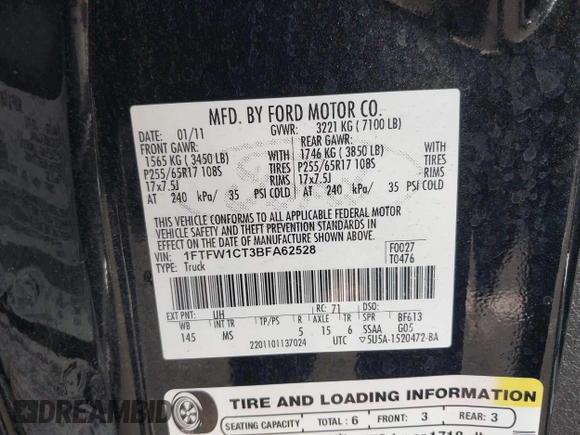 MFD. BY FORD MOTOR CO.
DATE: 01/11 GVWR: 3221 KG ( 7100 LB)
FRONT GAWR: REAR GAWR:
1565 KG ( 3450 LB) WITH 1746 KG ( 3850 LB) WITH
P255/65R17 108S TIRES P255/65R17 108S TIRES
17x7.5J RIMS 17x7.5J RIMS
AT 240 kPa/ 35 PSI COLD AT 240 kPa/ 35 PSI COLD
THIS VEHICLE CONFORMS TO ALL APPLICABLE FEDERAL MOTOR
VEHICLE SAFETY AND THEFT PREVENTION STANDARDS IN
EFFECT ON THE DATE OF MANUFACTURE SHOWN ABOVE.
VIN: 1FTFW1CT3BFA62528 F0027
TYPE: Truck T0476
EXT PNT: UH RC: 71 DSO:
WB INT TR TP/PS R AXLE TR SPR BF613
145 MS 5 15 6 SSAA G05
2201101137024 UTC ▽5U5A-1520472-BA
TIRE AND LOADING INFORMATION
SEATING CAPACITY TOTAL : 6 FRONT: 3 REAR: 3
DREAMBID